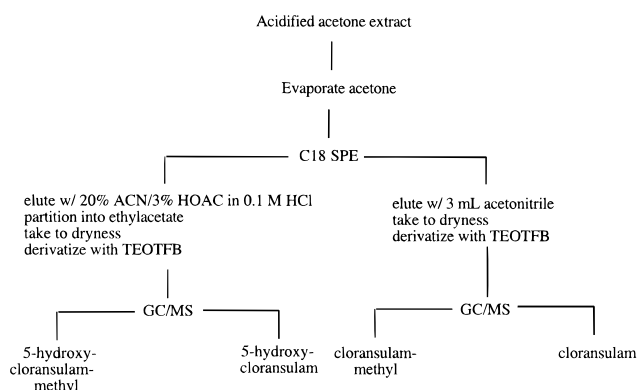 Acidified acetone extract
Evaporate acetone
C18 SPE
elute w/ 20% ACN/3% HOAC in 0.1 M HCl
partition into ethylacetate
take to dryness
derivatize with TEOTFB
elute w/ 3 mL acetonitrile
take to dryness
derivatize with TEOTFB
GC/MS
GC/MS
5-hydroxy-
cloransulam-
methyl
5-hydroxy-
cloransulam
cloransulam-
methyl
cloransulam